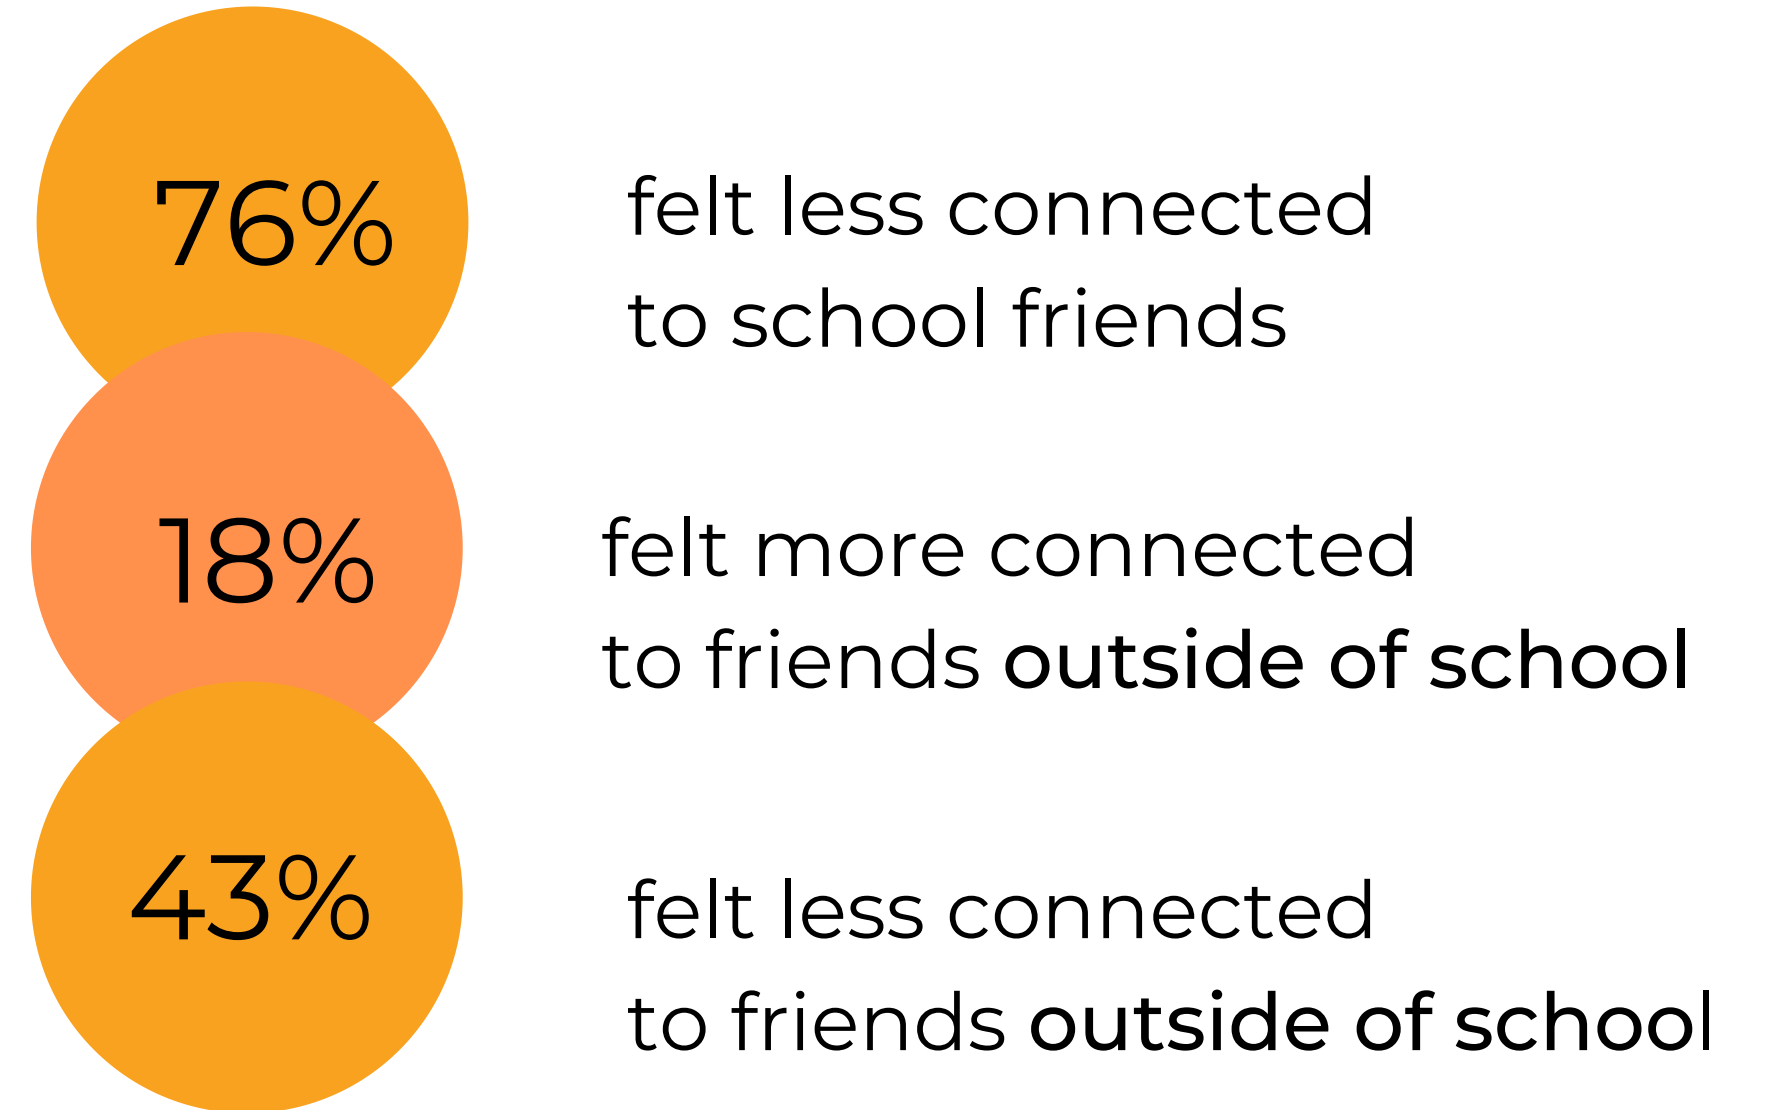 76%
felt less connected
to school friends
18%
felt more connected
to friends outside of school
43%
felt less connected
to friends outside of school